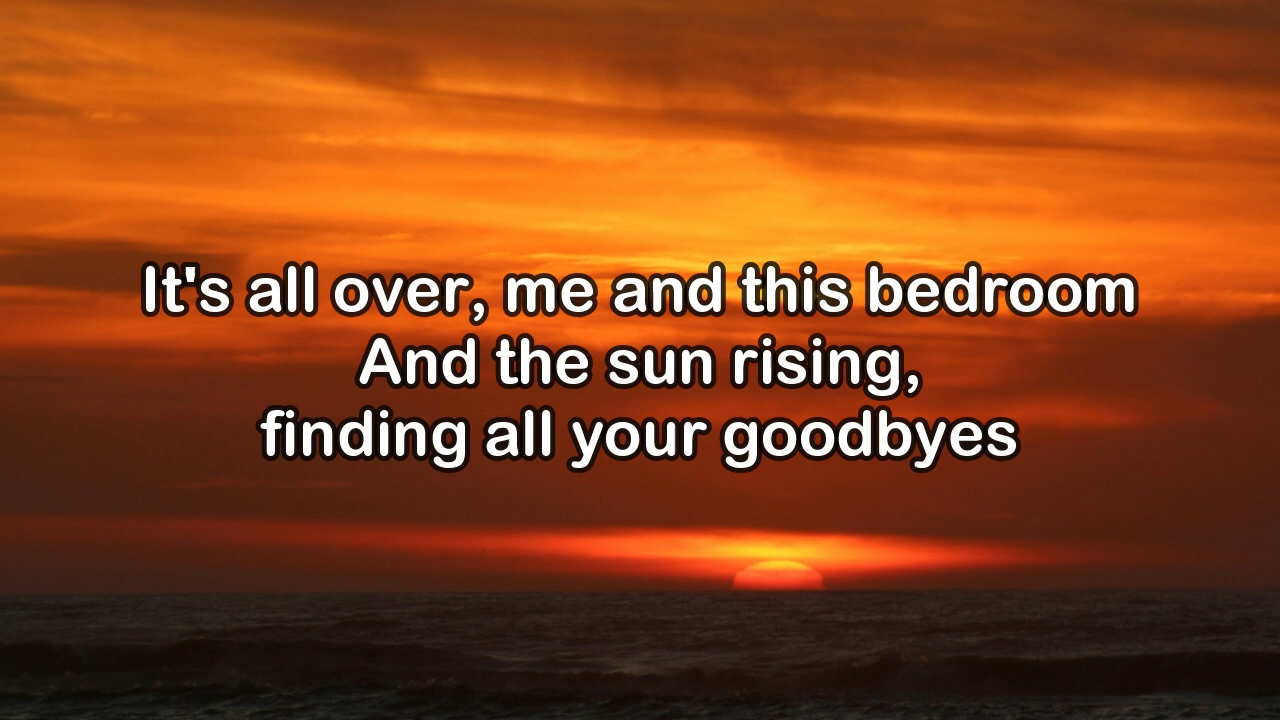 It's all over, me and this bedroom
And the sun rising,
finding all your goodbyes